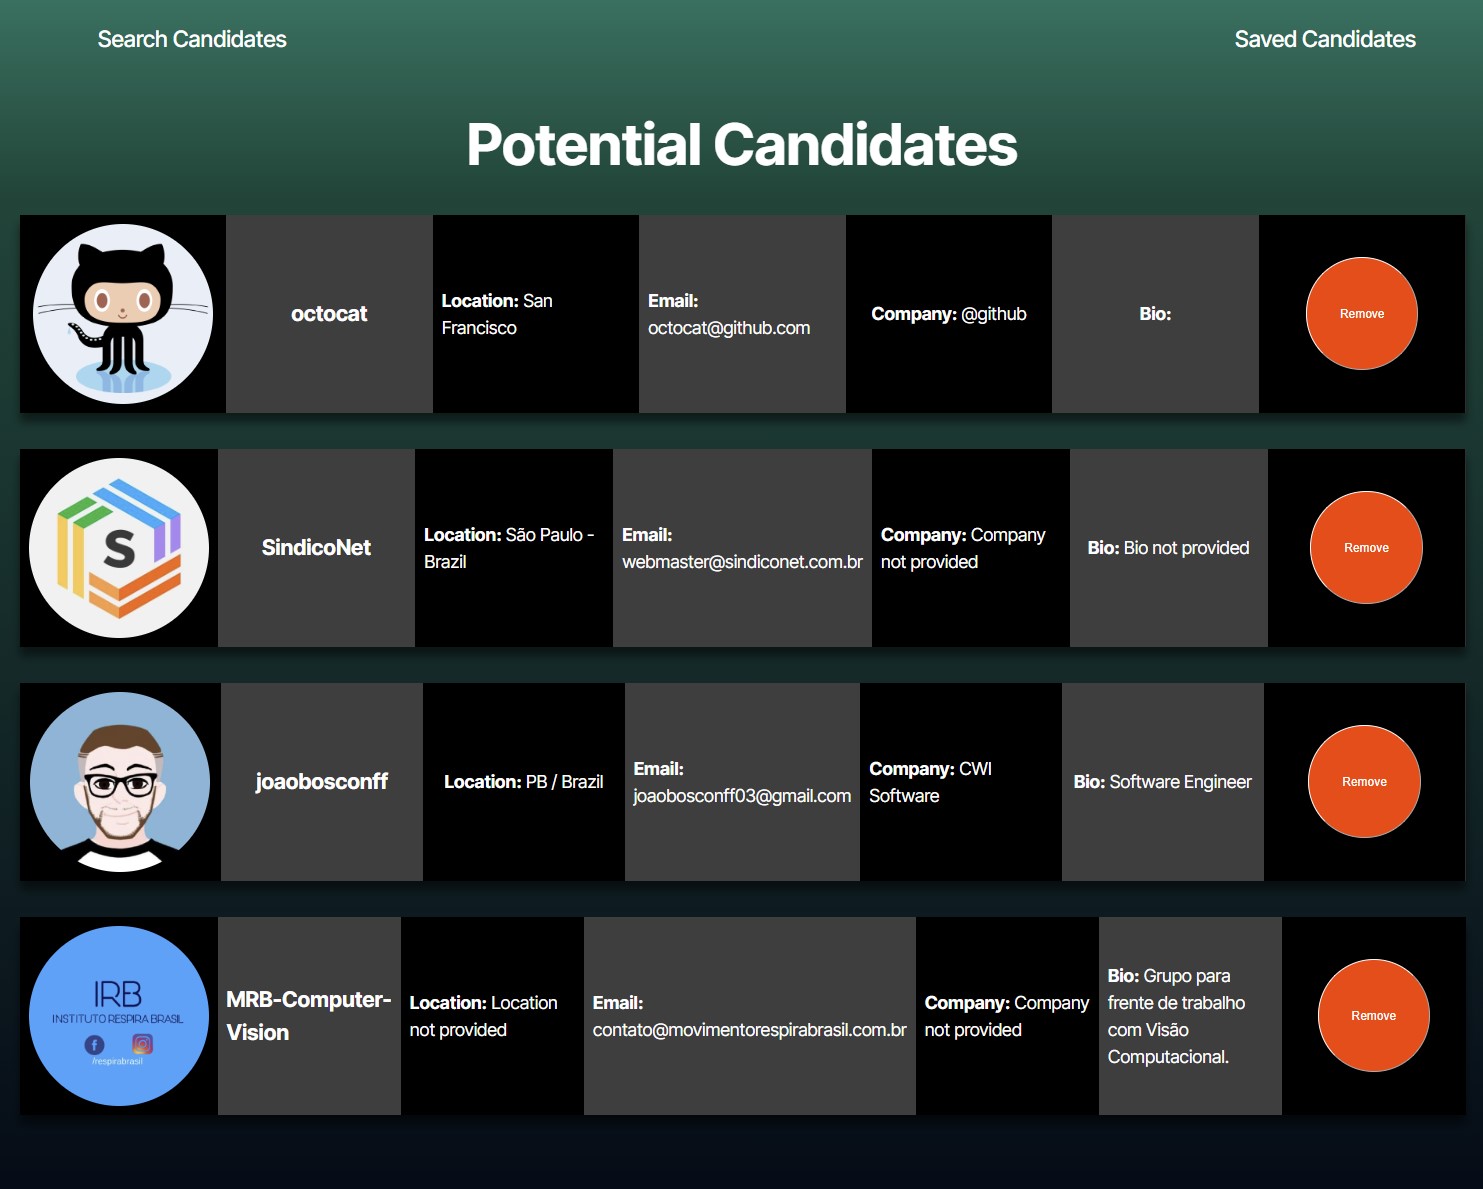 Search Candidates
Saved Candidates
Potential Candidates
octocat
Location: San
Francisco
Email:
octocat@github.com
Company: @github
Bio:
Remove
S
SindicoNet
Location: São Paulo -
Brazil
Email:
webmaster@sindiconet.com.br
Company: Company
not provided
Bio: Bio not provided
Remove
joaobosconff
Location: PB / Brazil
Email:
joaobosconff03@gmail.com
Company: CWI
Software
Bio: Software Engineer
Remove
IRB
INSTITUTO RESPIRA BRASIL
f
/respirabrasil
MRB-Computer-
Vision
Location: Location
not provided
Email:
contato@movimentorespirabrasil.com.br
Company: Company
not provided
Bio: Grupo para
frente de trabalho
com Visão
Computacional.
Remove